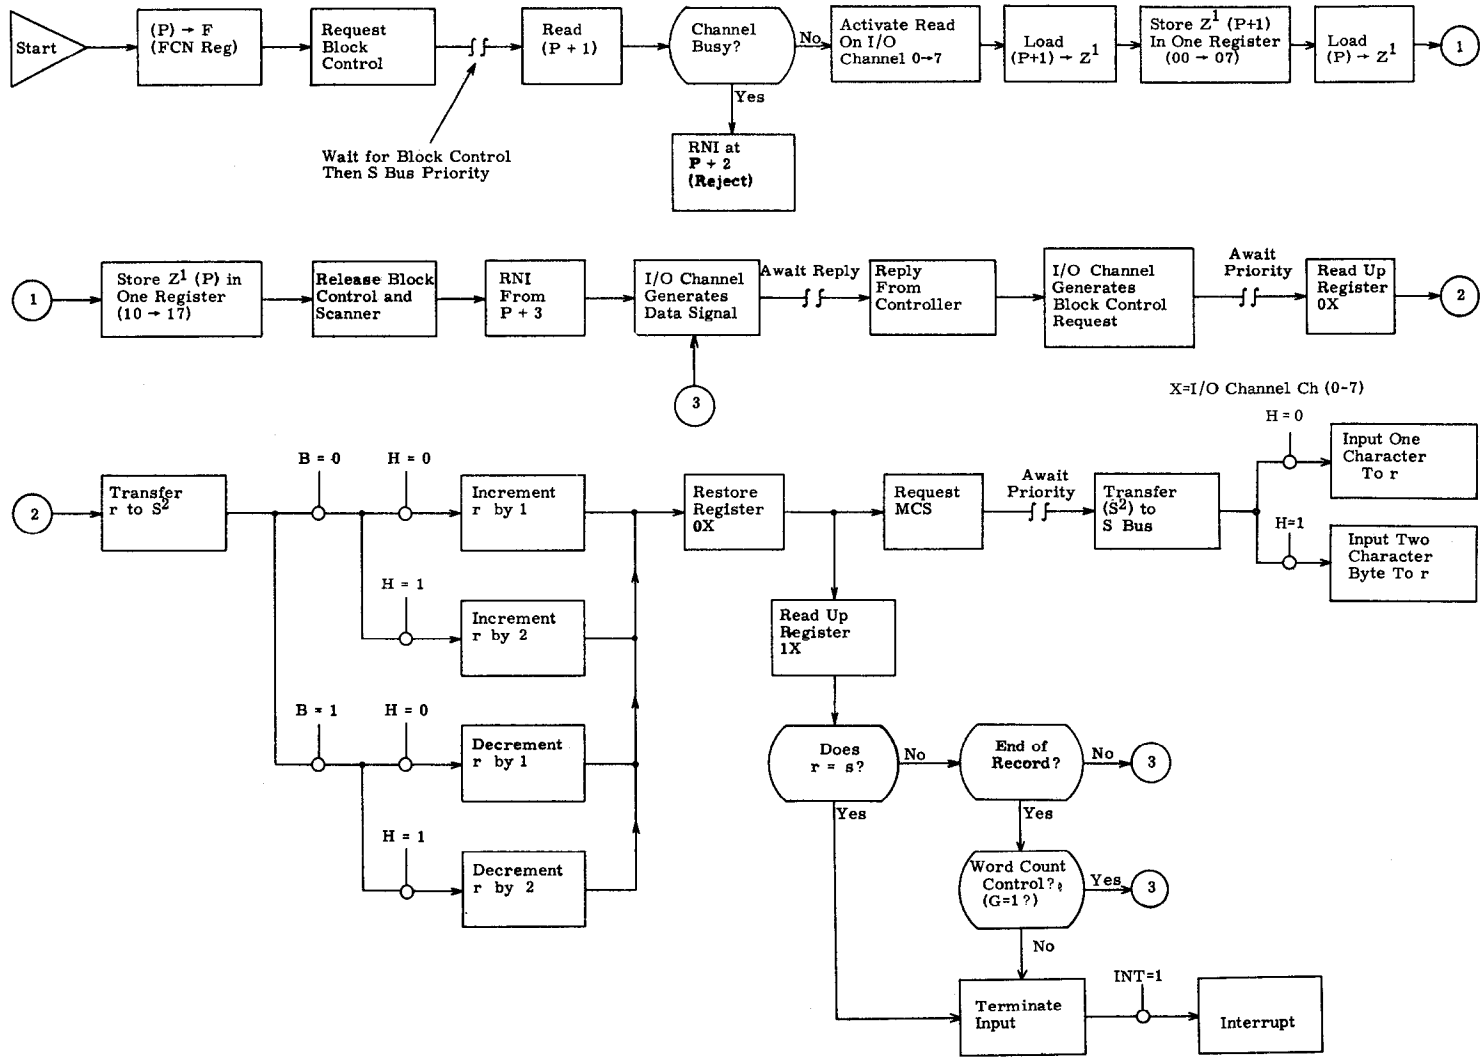 Start
(P) → F
(FCN Reg)
Request
Block
Control
Wait for Block Control
Then S Bus Priority
Read
(P + 1)
Channel
Busy?
No
Yes
RNI at
P + 2
(Reject)
Activate Read
On I/O
Channel 0→7
Load
(P+1) → Z¹
Store Z¹ (P+1)
In One Register
(00 → 07)
Load
(P) → Z¹
1
1
Store Z¹ (P) in
One Register
(10 → 17)
Release Block
Control and
Scanner
RNI
From
P + 3
I/O Channel
Generates
Data Signal
3
Await Reply
Reply
From
Controller
I/O Channel
Generates
Block Control
Request
Await
Priority
Read Up
Register
0X
2
X=I/O Channel Ch (0-7)
2
Transfer
r to S²
B = 0
H = 0
Increment
r by 1
H = 1
Increment
r by 2
B = 1
H = 0
Decrement
r by 1
H = 1
Decrement
r by 2
Restore
Register
0X
Request
MCS
Await
Priority
Transfer
(S²) to
S Bus
H = 0
Input One
Character
To r
H=1
Input Two
Character
Byte To r
Read Up
Register
1X
Does
r = s?
No
Yes
End of
Record?
No
3
Yes
Word Count
Control?
(G=1?)
Yes
3
No
Terminate
Input
INT=1
Interrupt